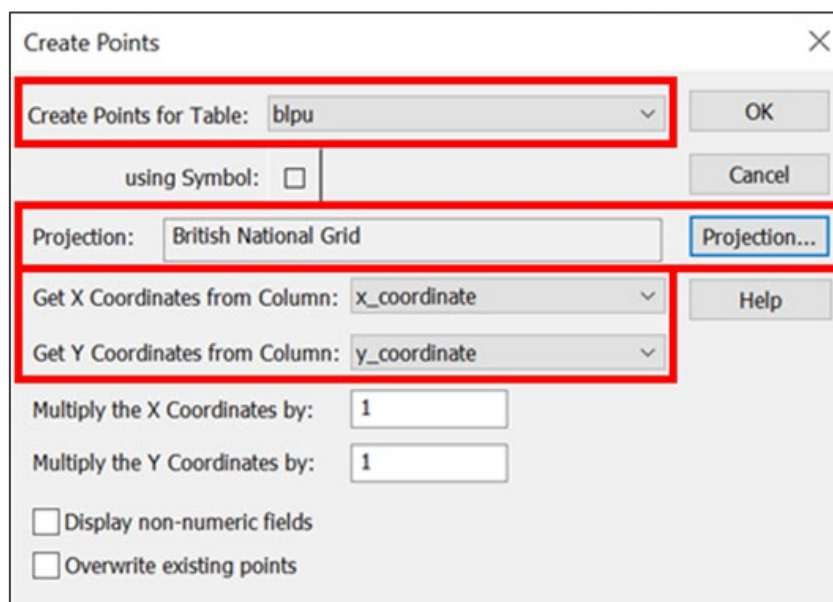 Create Points
Create Points for Table: blpu OK
using Symbol: Cancel
Projection: British National Grid Projection...
Get X Coordinates from Column: x_coordinate Help
Get Y Coordinates from Column: y_coordinate
Multiply the X Coordinates by: 1
Multiply the Y Coordinates by: 1
Display non-numeric fields
Overwrite existing points